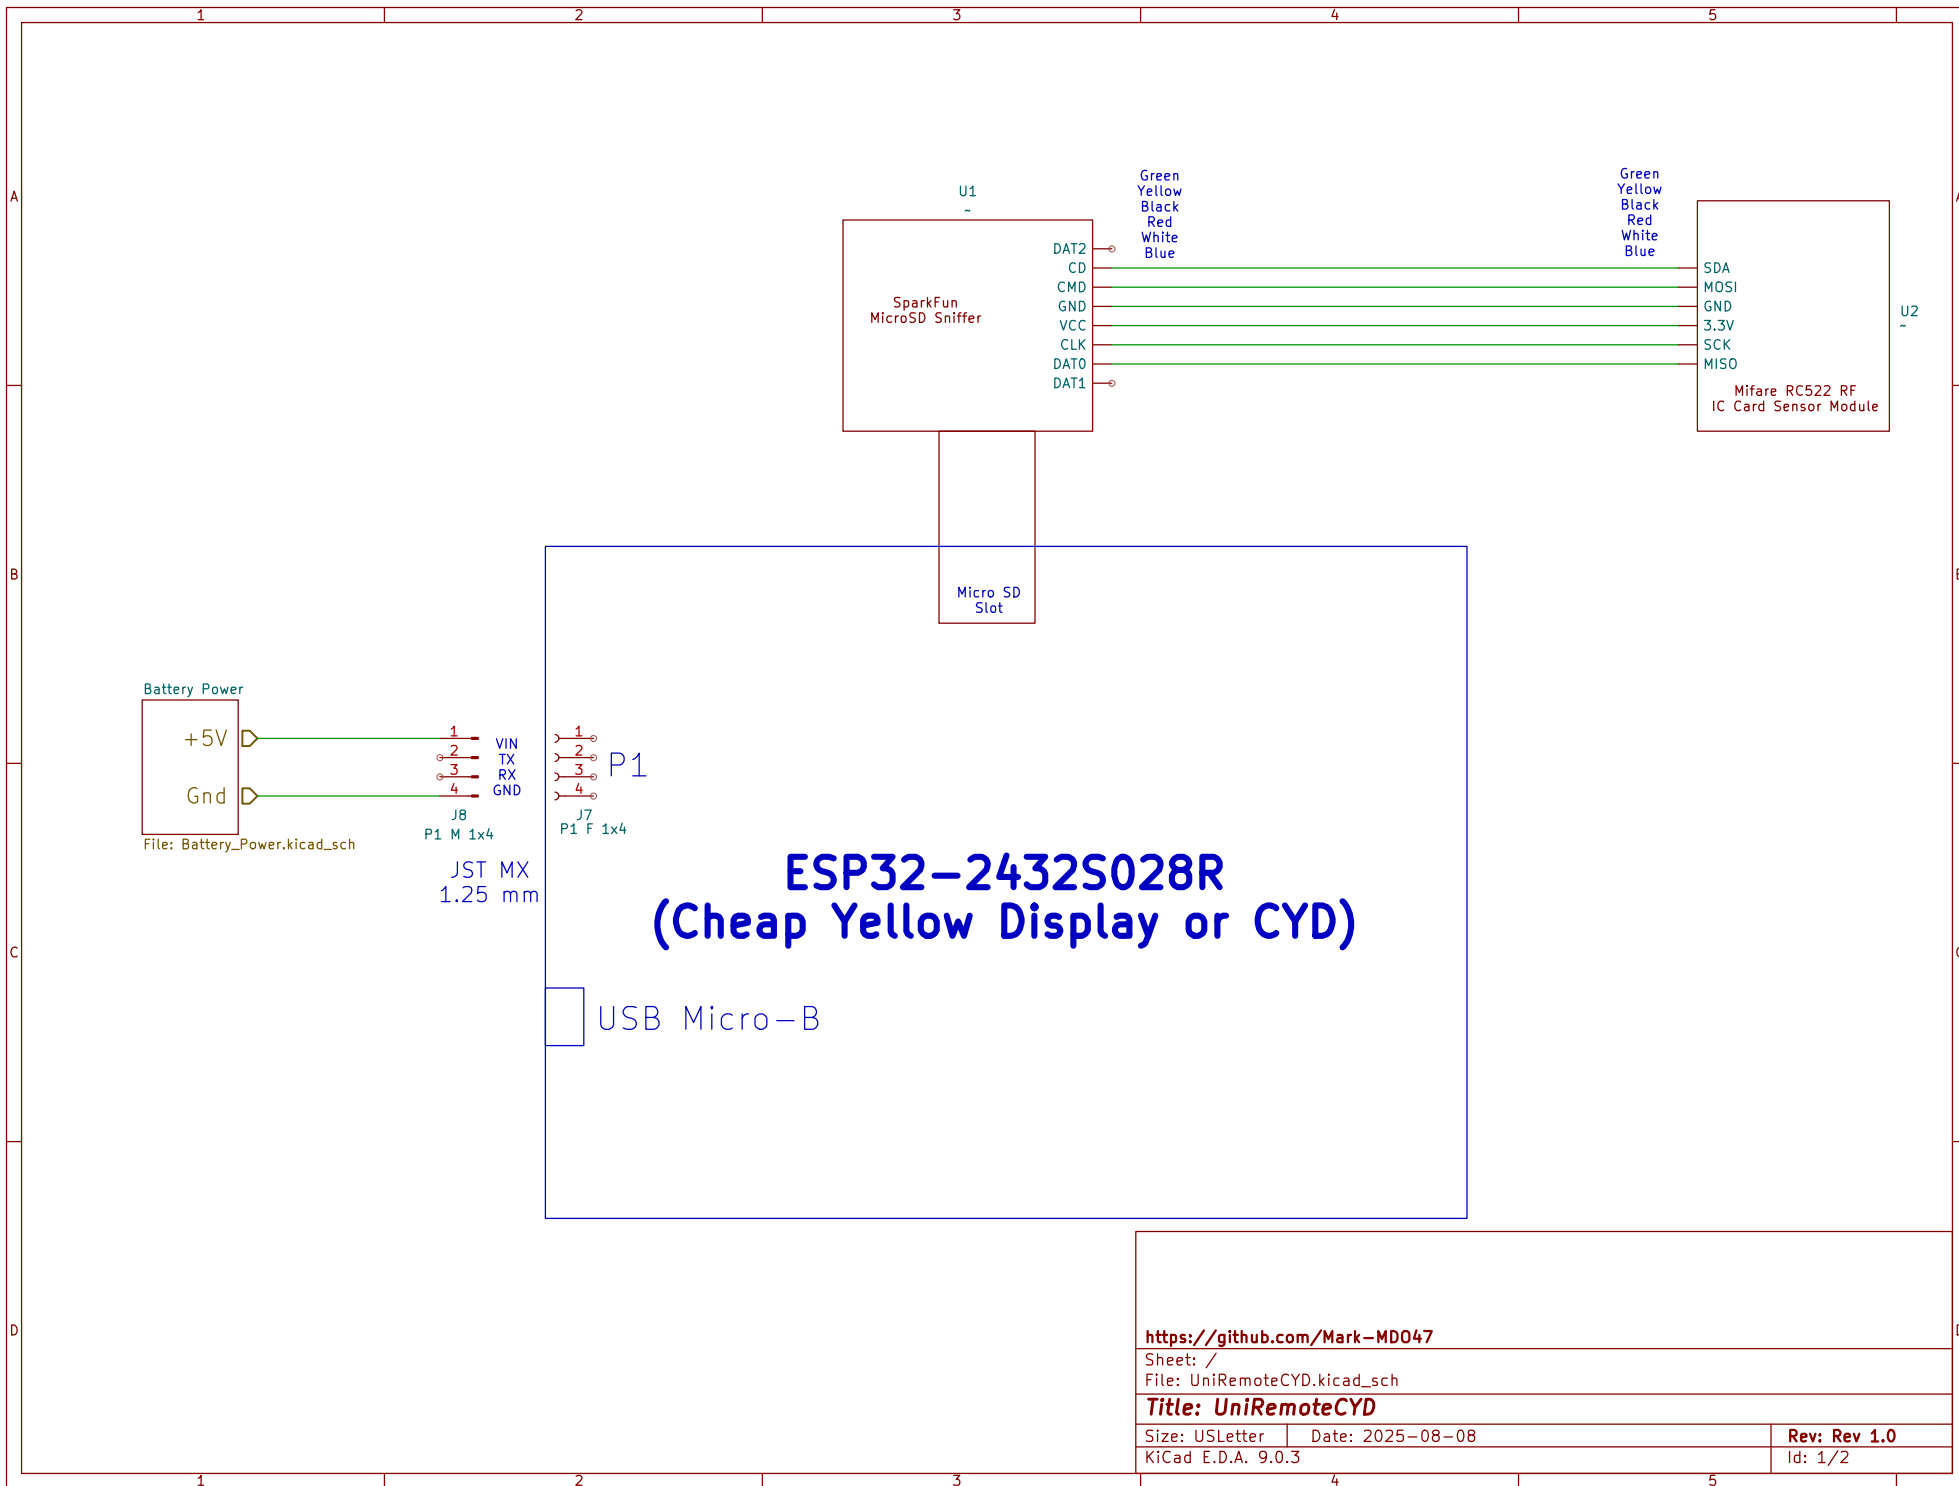 1 2 3 4 5
A
B
C
D
U1
~
DAT2
CD
CMD
GND
VCC
CLK
DAT0
DAT1
SparkFun
MicroSD Sniffer
Green
Yellow
Black
Red
White
Blue
Green
Yellow
Black
Red
White
Blue
SDA
MOSI
GND
3.3V
SCK
MISO
Mifare RC522 RF
IC Card Sensor Module
U2
~
Micro SD
Slot
Battery Power
+5V
Gnd
File: Battery_Power.kicad_sch
1
2
3
4
VIN
TX
RX
GND
J8
P1 M 1x4
JST MX
1.25 mm
1
2
3
4
P1
J7
P1 F 1x4
ESP32-2432S028R
(Cheap Yellow Display or CYD)
USB Micro-B
https://github.com/Mark-MDO47
Sheet: /
File: UniRemoteCYD.kicad_sch
Title: UniRemoteCYD
Size: USLetter Date: 2025-08-08 Rev: Rev 1.0
KiCad E.D.A. 9.0.3 Id: 1/2
1 2 3 4 5